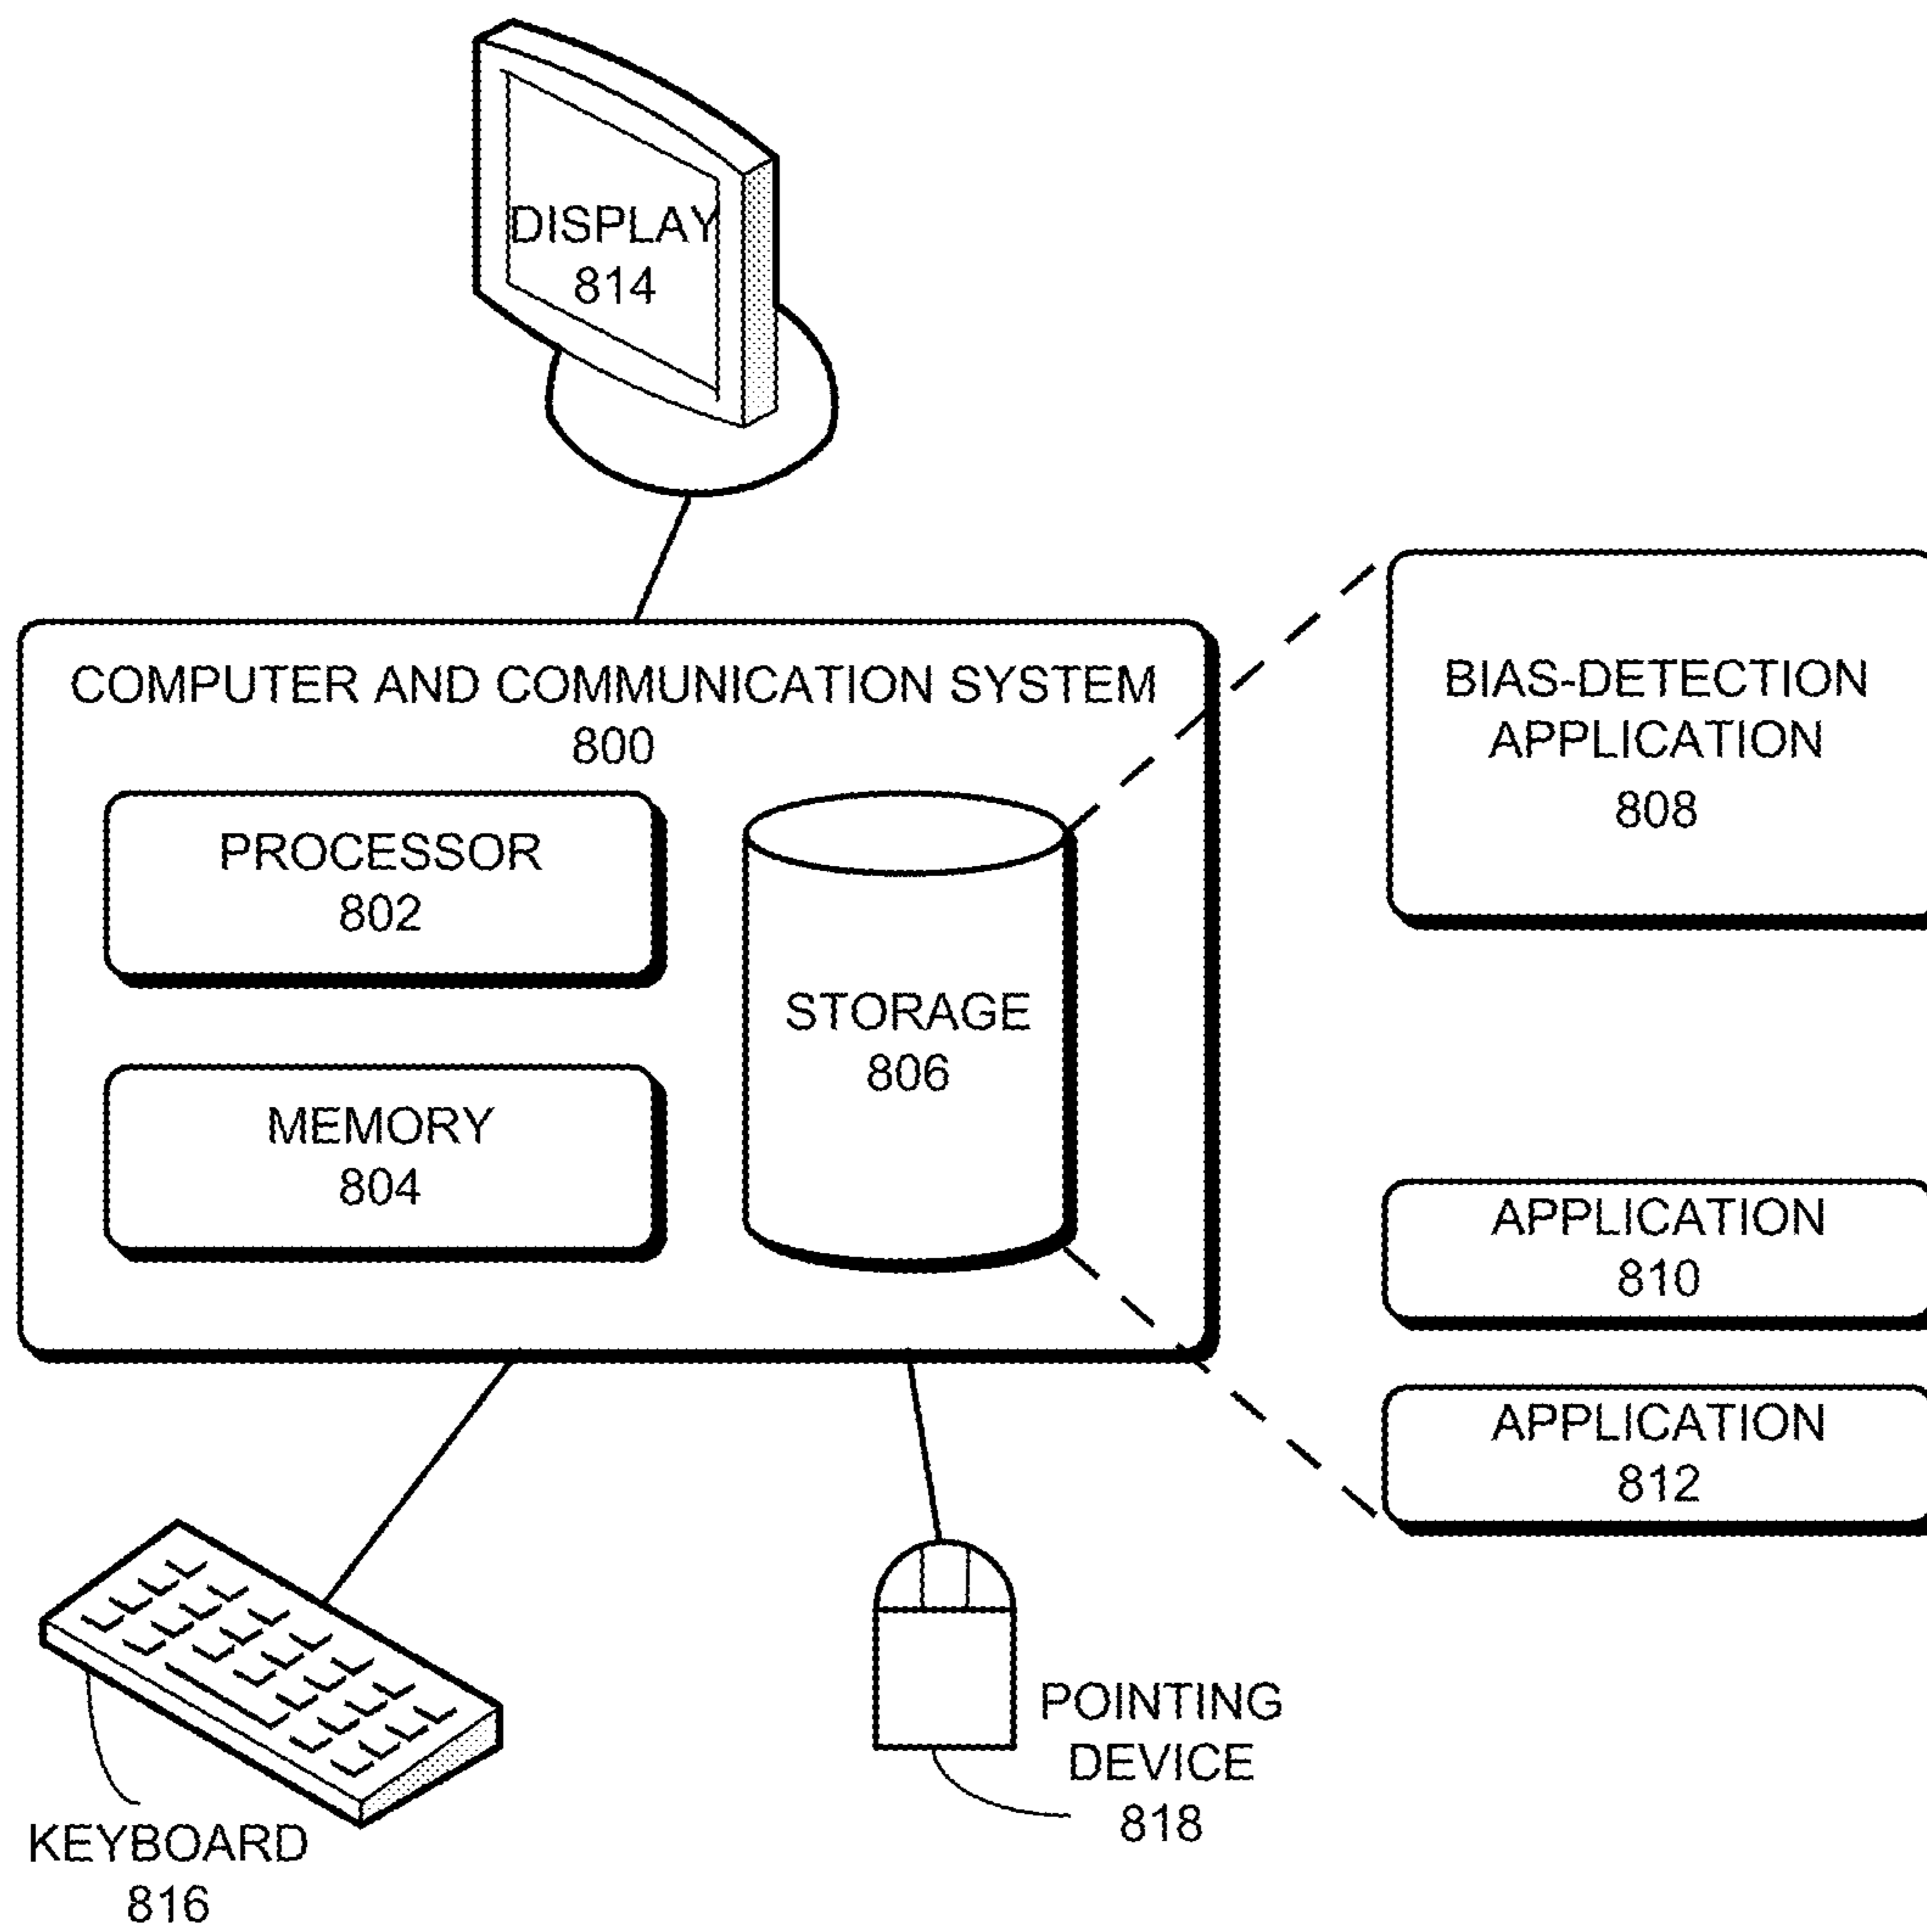 DISPLAY
814
COMPUTER AND COMMUNICATION SYSTEM
800
PROCESSOR
802
MEMORY
804
STORAGE
806
BIAS-DETECTION
APPLICATION
808
APPLICATION
810
APPLICATION
812
KEYBOARD
816
POINTING
DEVICE
818